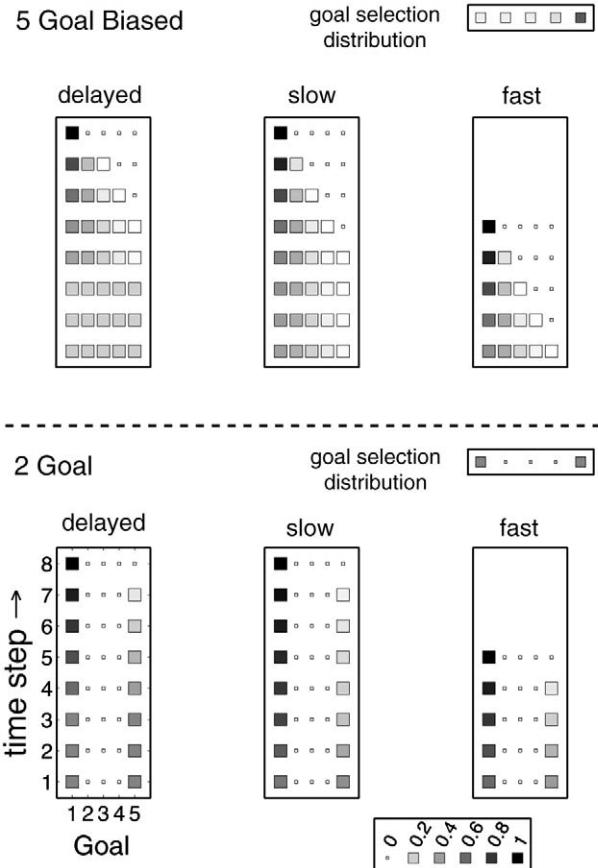 5 Goal Biased
goal selection
distribution
delayed
slow
fast
2 Goal
goal selection
distribution
delayed
slow
fast
time step →
8
7
6
5
4
3
2
1
1 2 3 4 5
Goal
0 0.2 0.4 0.6 0.8 1